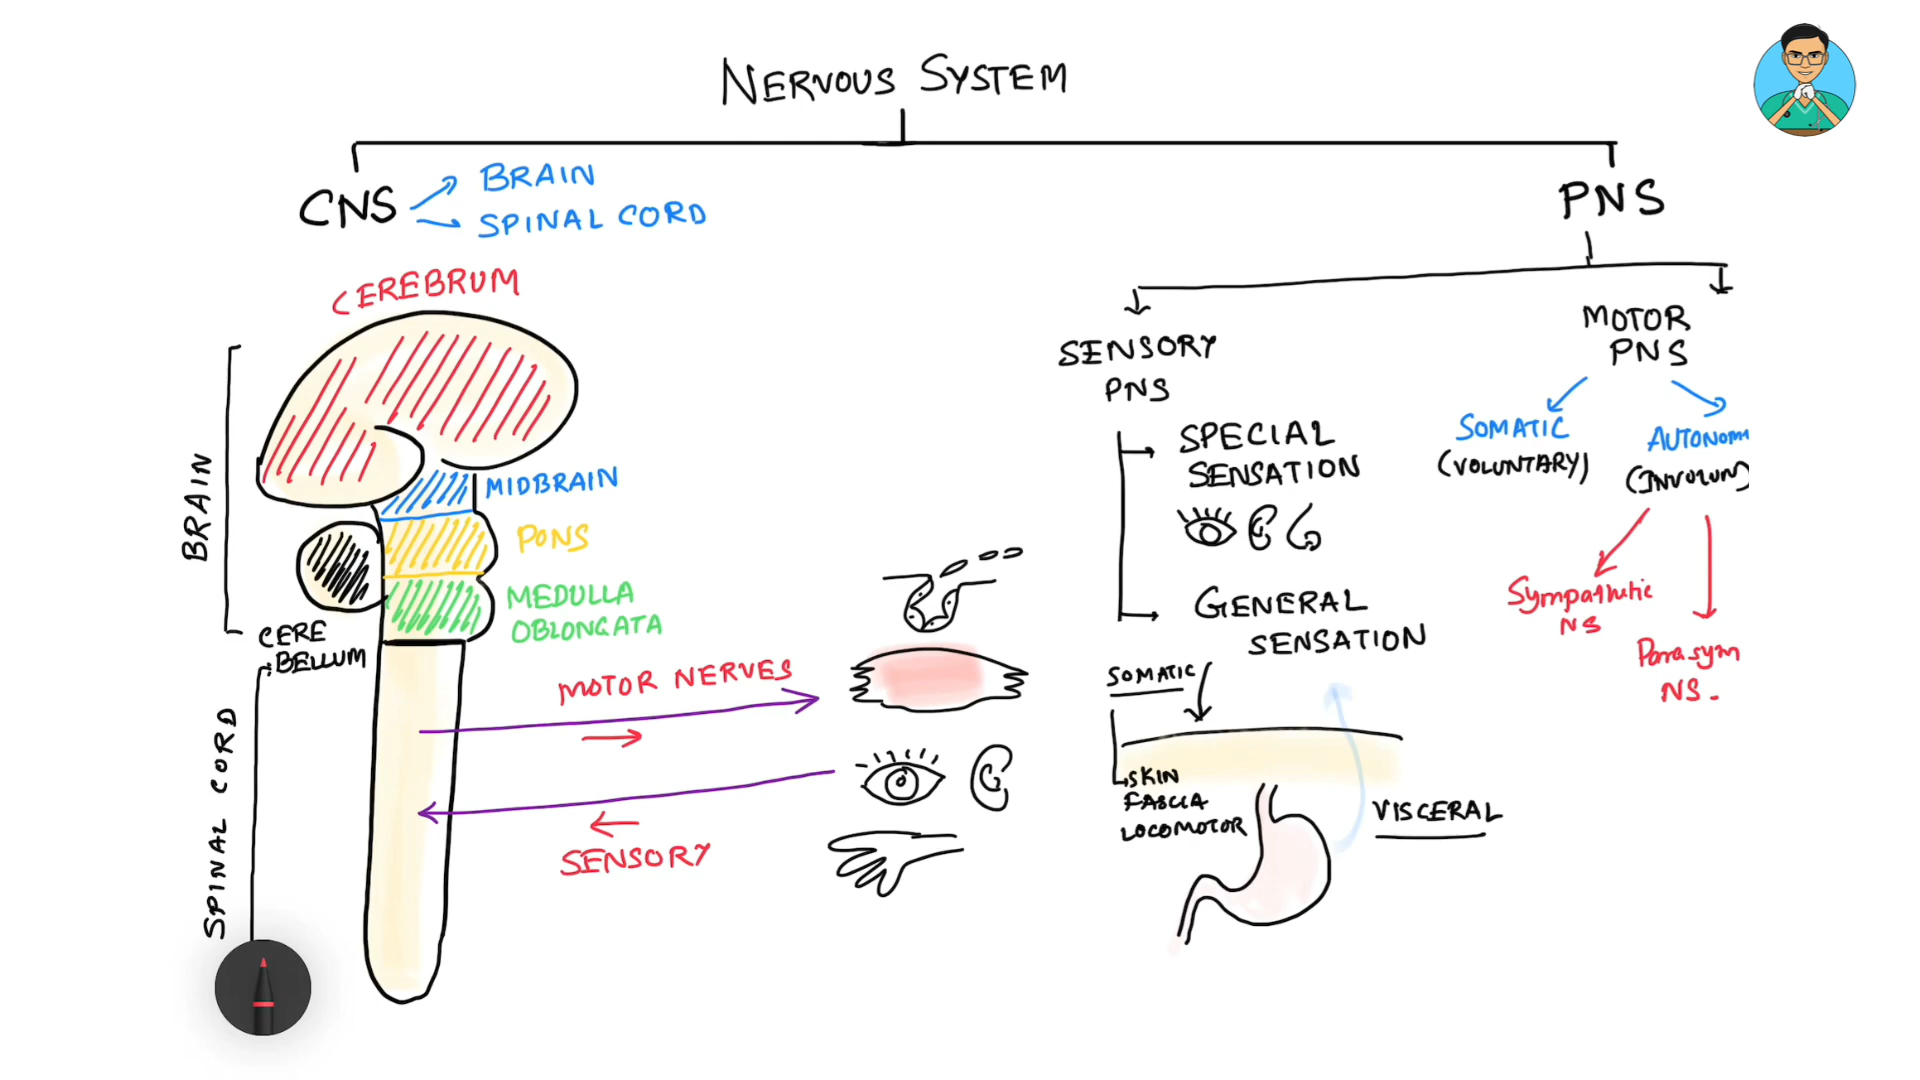 NERVOUS SYSTEM
CNS
BRAIN
SPINAL CORD
PNS
CEREBRUM
BRAIN
MIDBRAIN
PONS
MEDULLA
OBLONGATA
CERE
BELLUM
SPINAL CORD
MOTOR NERVES
SENSORY
SENSORY
PNS
SPECIAL
SENSATION
GENERAL
SENSATION
SOMATIC
SKIN
FASCIA
LOCOMOTOR
VISCERAL
MOTOR
PNS
SOMATIC
(VOLUNTARY)
AUTONOM
(INVOLUN
Sympathetic
NS
Parasym
NS.